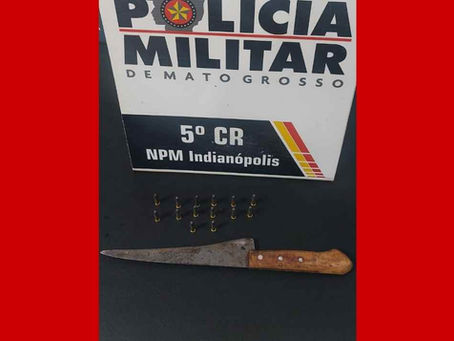 POLÍCIA
MILITAR
DE MATO GROSSO
5º CR
NPM Indianópolis